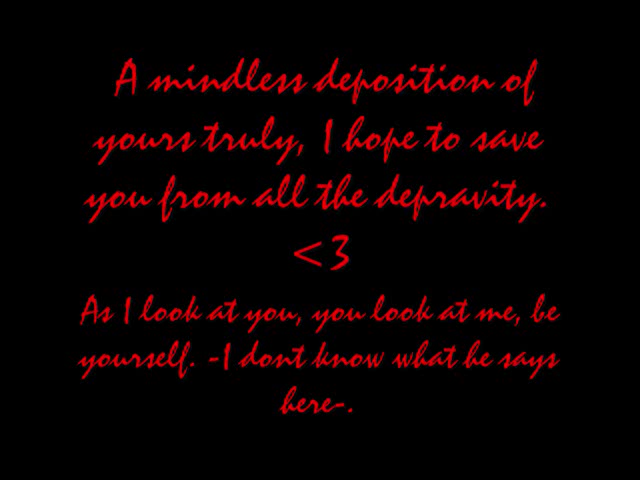 A mindless deposition of
yours truly, I hope to save
you from all the depravity.
<3
As I look at you, you look at me, be
yourself. -I dont know what he says
here-.